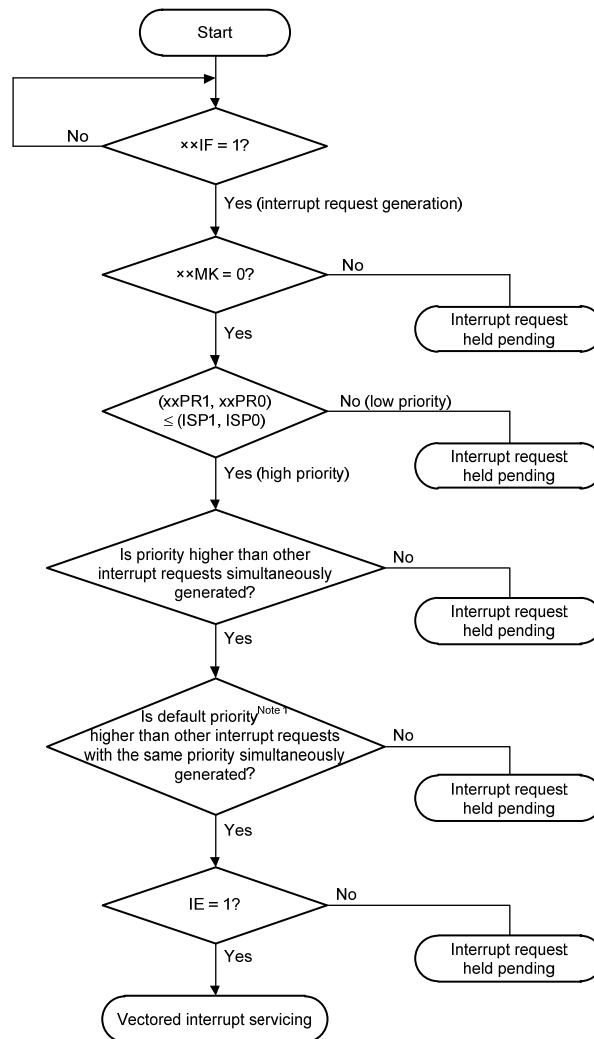 Start
No
××IF = 1?
Yes (interrupt request generation)
××MK = 0?
No
Interrupt request
held pending
Yes
(xxPR1, xxPR0)
≤ (ISP1, ISP0)
No (low priority)
Interrupt request
held pending
Yes (high priority)
Is priority higher than other
interrupt requests simultaneously
generated?
No
Interrupt request
held pending
Yes
Is default priorityNote 1
higher than other interrupt requests
with the same priority simultaneously
generated?
No
Interrupt request
held pending
Yes
IE = 1?
No
Interrupt request
held pending
Yes
Vectored interrupt servicing